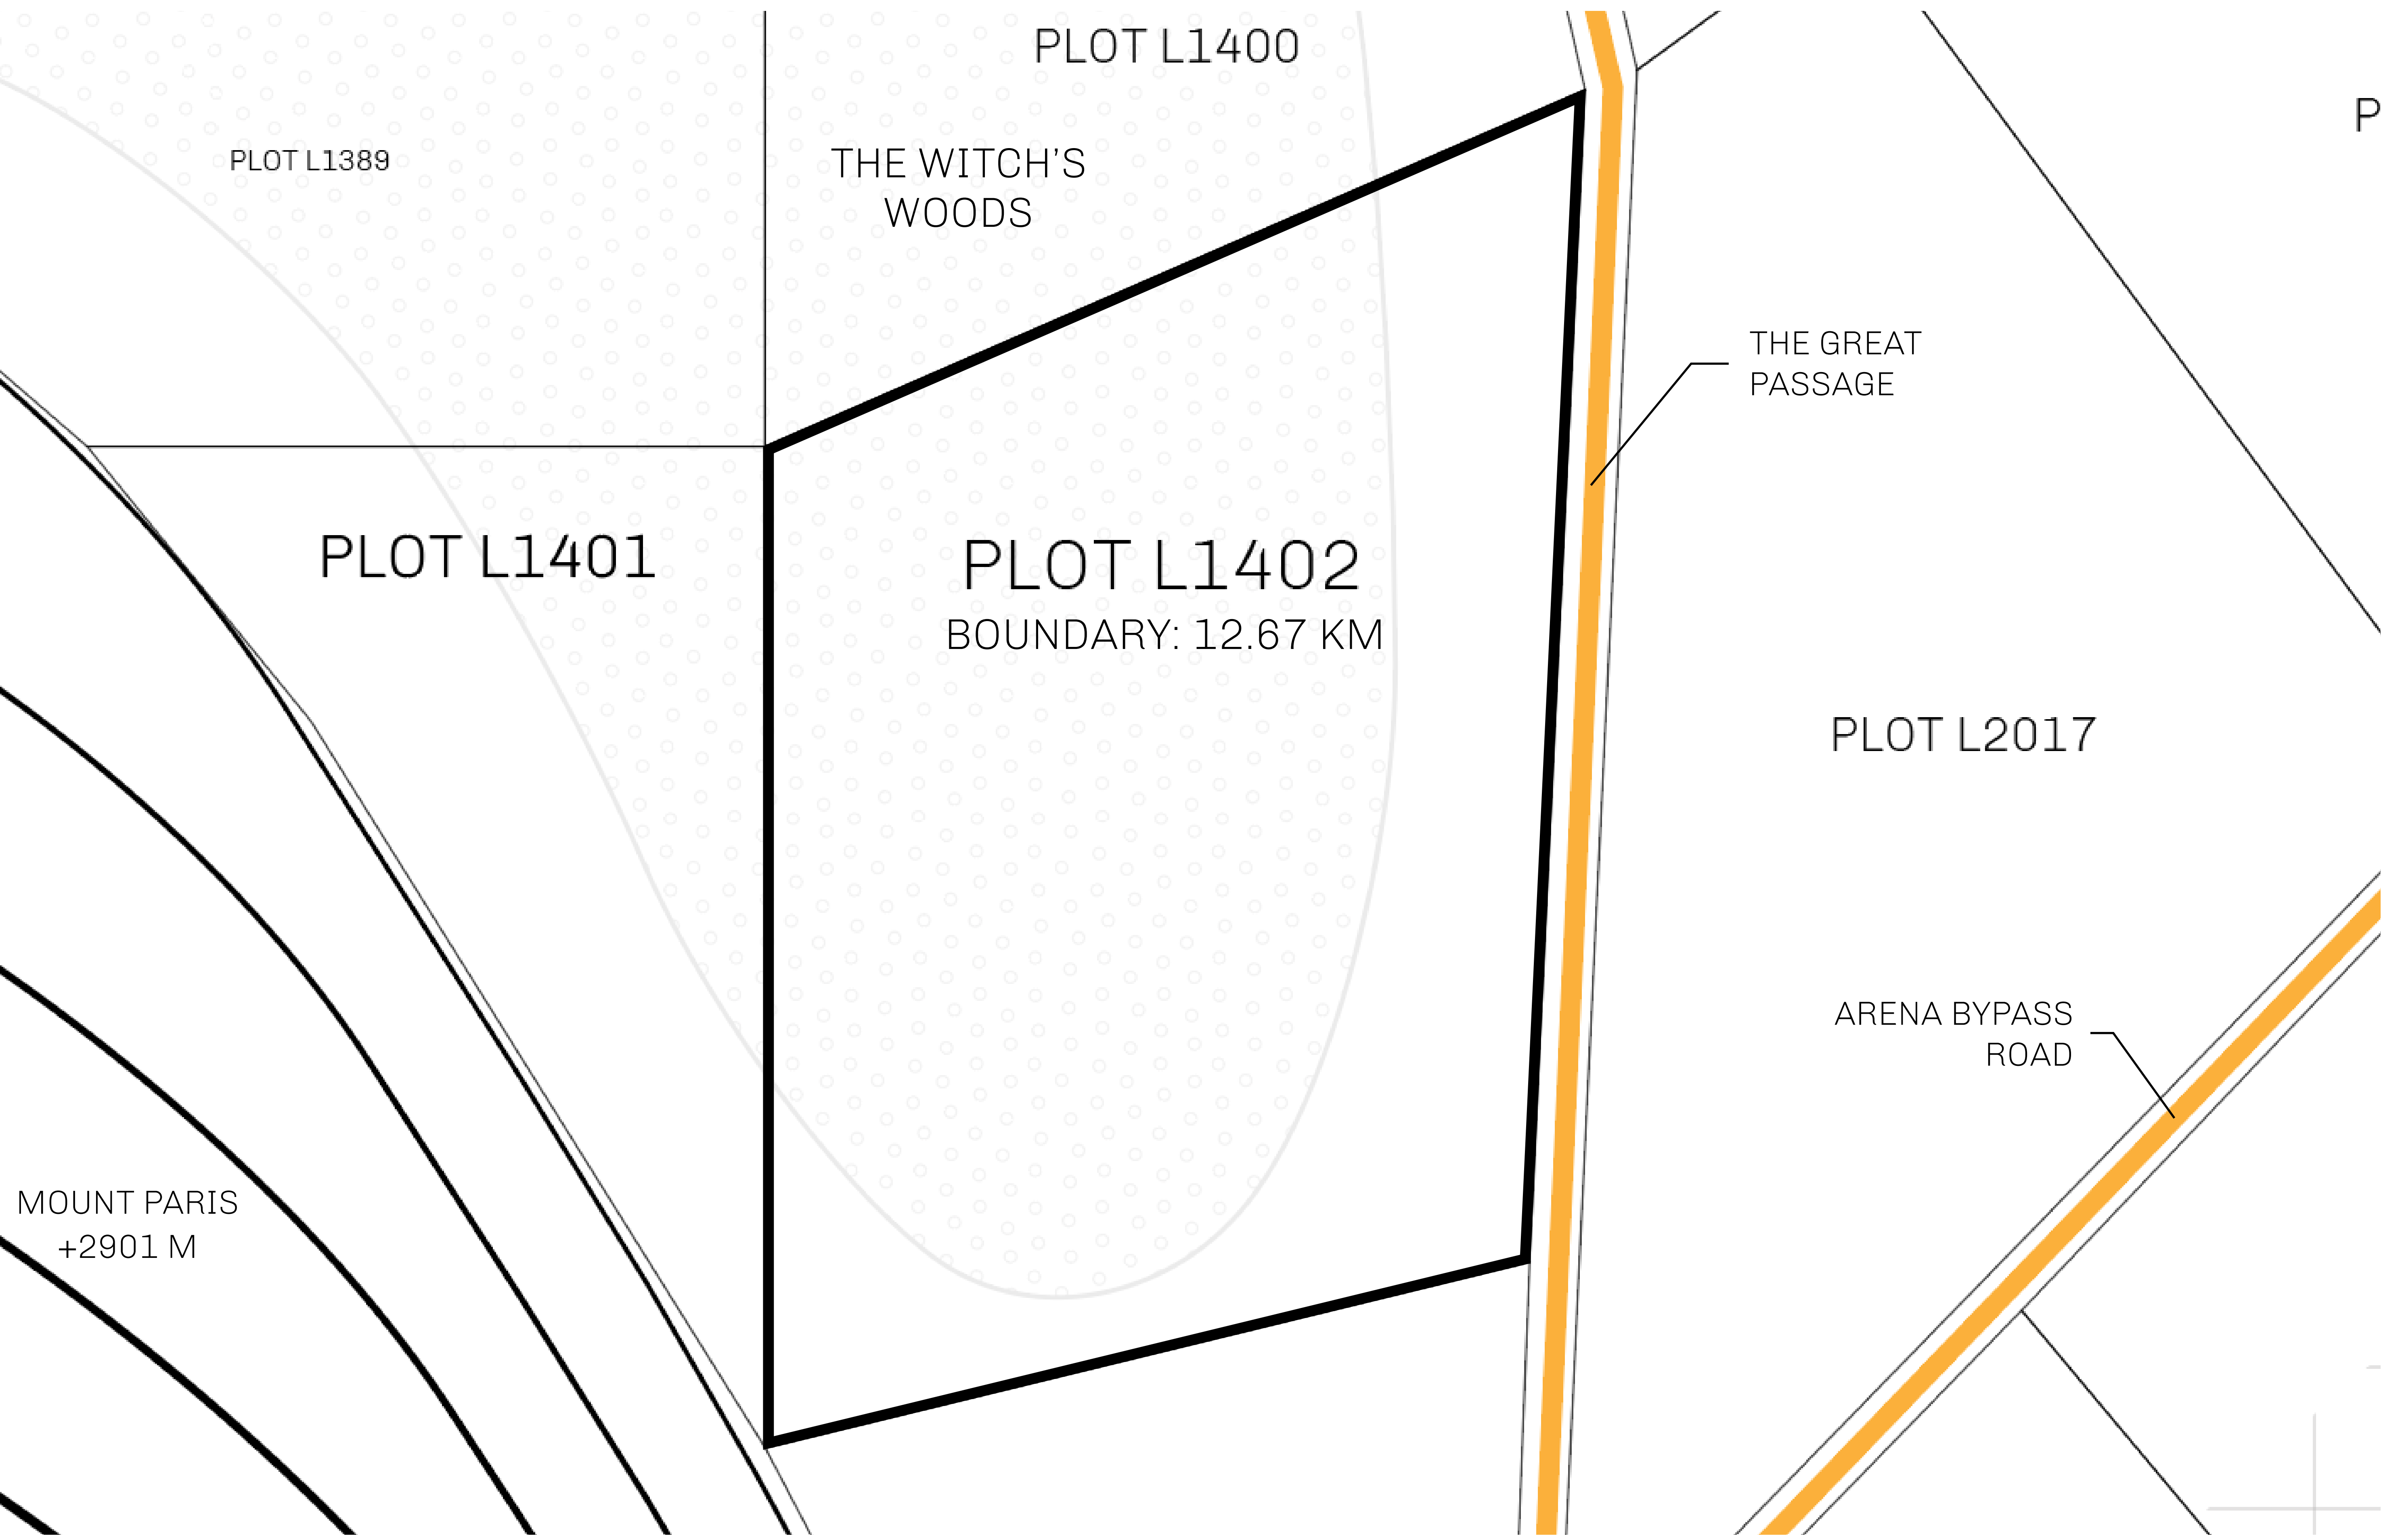 PLOT L1400
P
PLOT L1389
THE WITCH'S
WOODS
THE GREAT
PASSAGE
PLOT L1401
PLOT L1402
BOUNDARY: 12.67 KM
PLOT L2017
ARENA BYPASS
ROAD
MOUNT PARIS
+2901 M